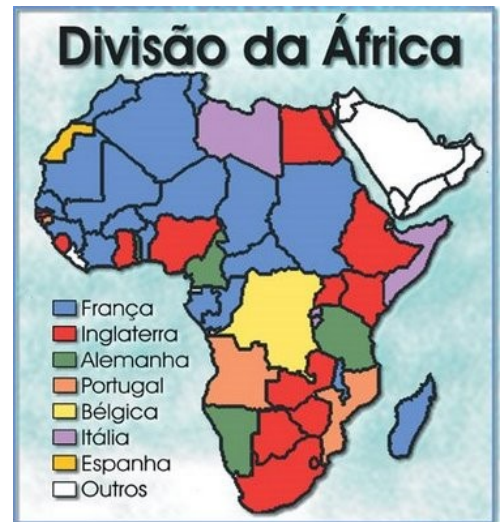 Divisão da África
França
Inglaterra
Alemanha
Portugal
Bélgica
Itália
Espanha
Outros